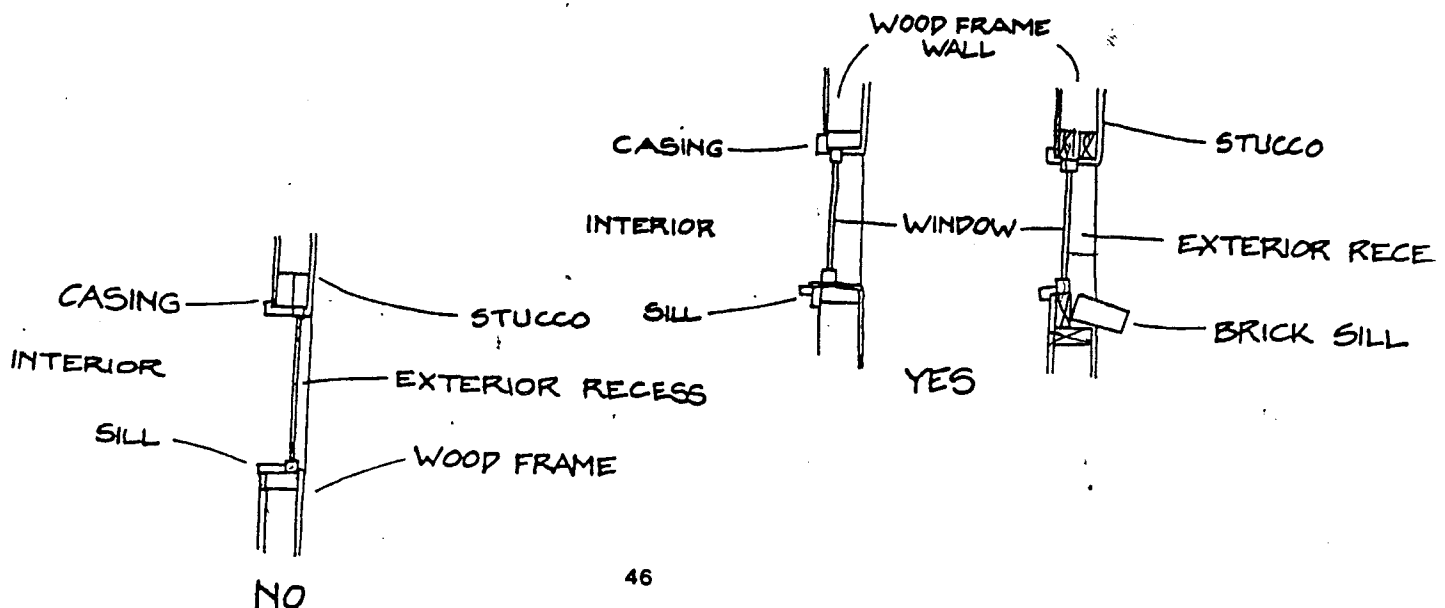 WOOD FRAME
WALL
CASING
STUCCO
INTERIOR
WINDOW
EXTERIOR RECE
SILL
BRICK SILL
YES
CASING
STUCCO
INTERIOR
EXTERIOR RECESS
SILL
WOOD FRAME
NO
46